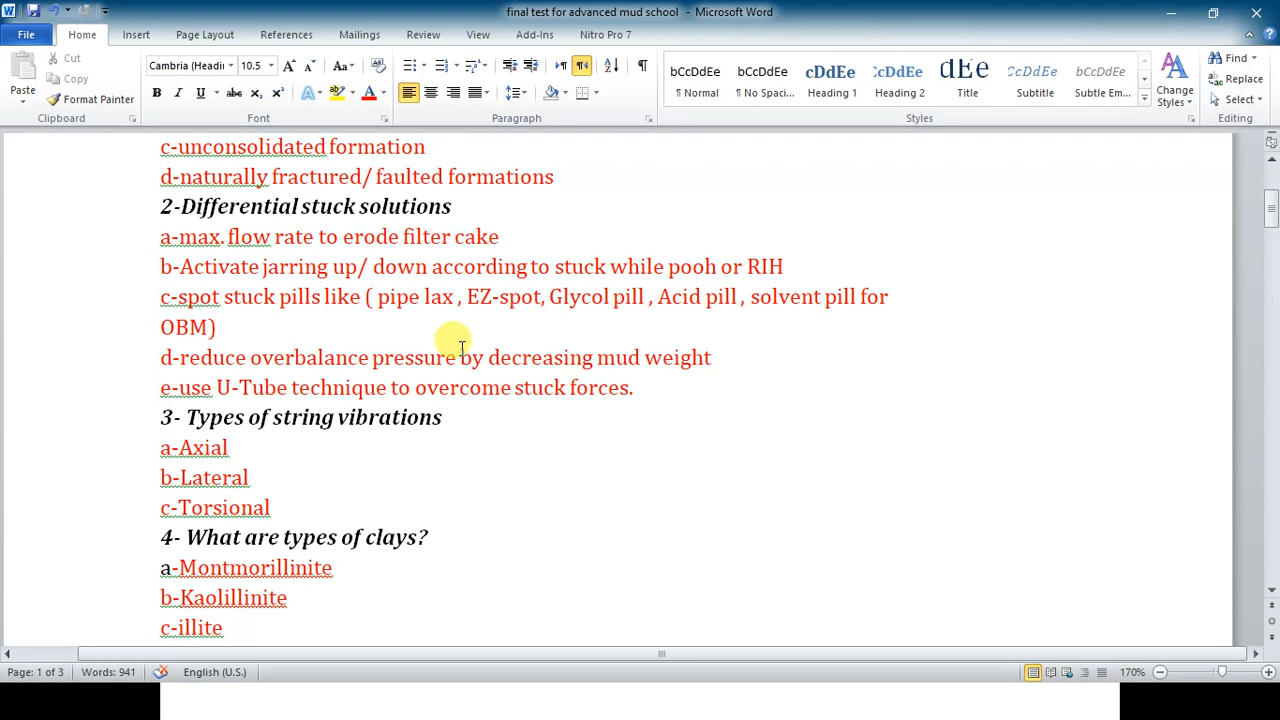 final test for advanced mud school - Microsoft Word
File Home Insert Page Layout References Mailings Review View Add-Ins Nitro Pro 7
Paste
Cut
Copy
Format Painter
Clipboard
Cambria (Headi 10.5
Font
Paragraph
bCcDdEe bCcDdEe cDdEe CcDdEe dEe CcDdEe bCcDdEe
¶ Normal ¶ No Spaci... Heading 1 Heading 2 Title Subtitle Subtle Em...
Change Styles
Styles
Find
Replace
Select
Editing
c-unconsolidated formation
d-naturally fractured/ faulted formations
2-Differential stuck solutions
a-max. flow rate to erode filter cake
b-Activate jarring up/ down according to stuck while pooh or RIH
c-spot stuck pills like ( pipe lax , EZ-spot, Glycol pill , Acid pill , solvent pill for
OBM)
d-reduce overbalance pressure by decreasing mud weight
e-use U-Tube technique to overcome stuck forces.
3- Types of string vibrations
a-Axial
b-Lateral
c-Torsional
4- What are types of clays?
a-Montmorillinite
b-Kaolillinite
c-illite
Page: 1 of 3 Words: 941 English (U.S.) 170%